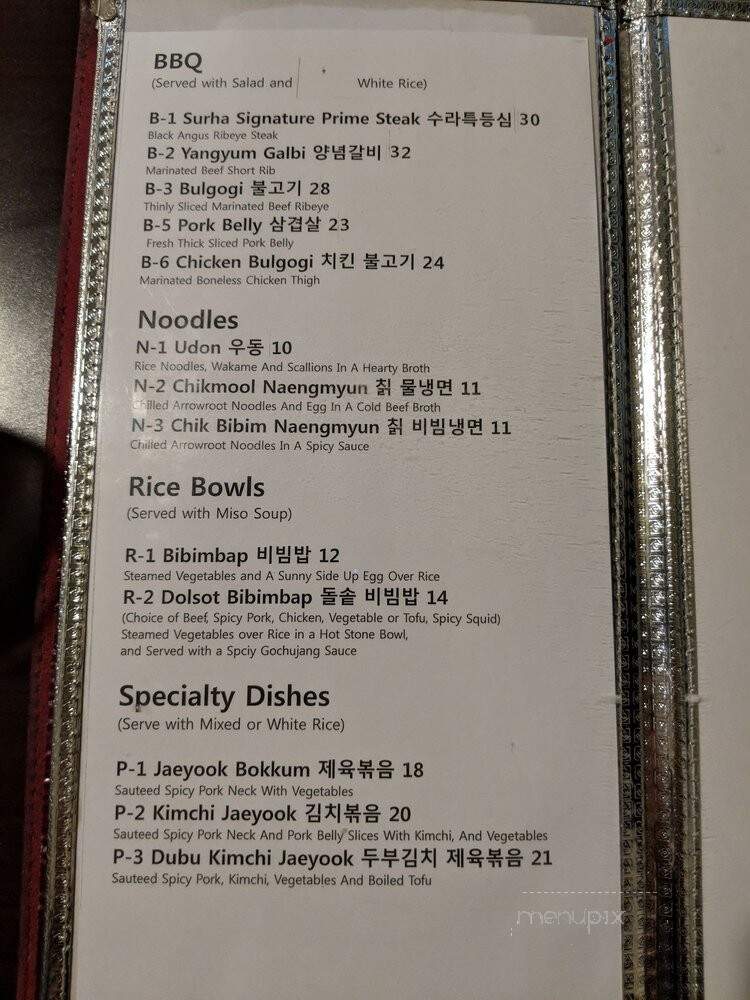 BBQ
(Served with Salad and White Rice)
B-1 Surha Signature Prime Steak 수라특등심 30
Black Angus Ribeye Steak
B-2 Yangyum Galbi 양념갈비 32
Marinated Beef Short Rib
B-3 Bulgogi 불고기 28
Thinly Sliced Marinated Beef Ribeye
B-5 Pork Belly 삼겹살 23
Fresh Thick Sliced Pork Belly
B-6 Chicken Bulgogi 치킨 불고기 24
Marinated Boneless Chicken Thigh
Noodles
N-1 Udon 우동 10
Rice Noodles, Wakame And Scallions In A Hearty Broth
N-2 Chikmool Naengmyun 칡 물냉면 11
Chilled Arrowroot Noodles And Egg In A Cold Beef Broth
N-3 Chik Bibim Naengmyun 칡 비빔냉면 11
Chilled Arrowroot Noodles In A Spicy Sauce
Rice Bowls
(Served with Miso Soup)
R-1 Bibimbap 비빔밥 12
Steamed Vegetables and A Sunny Side Up Egg Over Rice
R-2 Dolsot Bibimbap 돌솥 비빔밥 14
(Choice of Beef, Spicy Pork, Chicken, Vegetable or Tofu, Spicy Squid)
Steamed Vegetables over Rice in a Hot Stone Bowl,
and Served with a Spciy Gochujang Sauce
Specialty Dishes
(Serve with Mixed or White Rice)
P-1 Jaeyook Bokkum 제육볶음 18
Sauteed Spicy Pork Neck With Vegetables
P-2 Kimchi Jaeyook 김치볶음 20
Sauteed Spicy Pork Neck And Pork Belly Slices With Kimchi, And Vegetables
P-3 Dubu Kimchi Jaeyook 두부김치 제육볶음 21
Sauteed Spicy Pork, Kimchi, Vegetables And Boiled Tofu
menupix